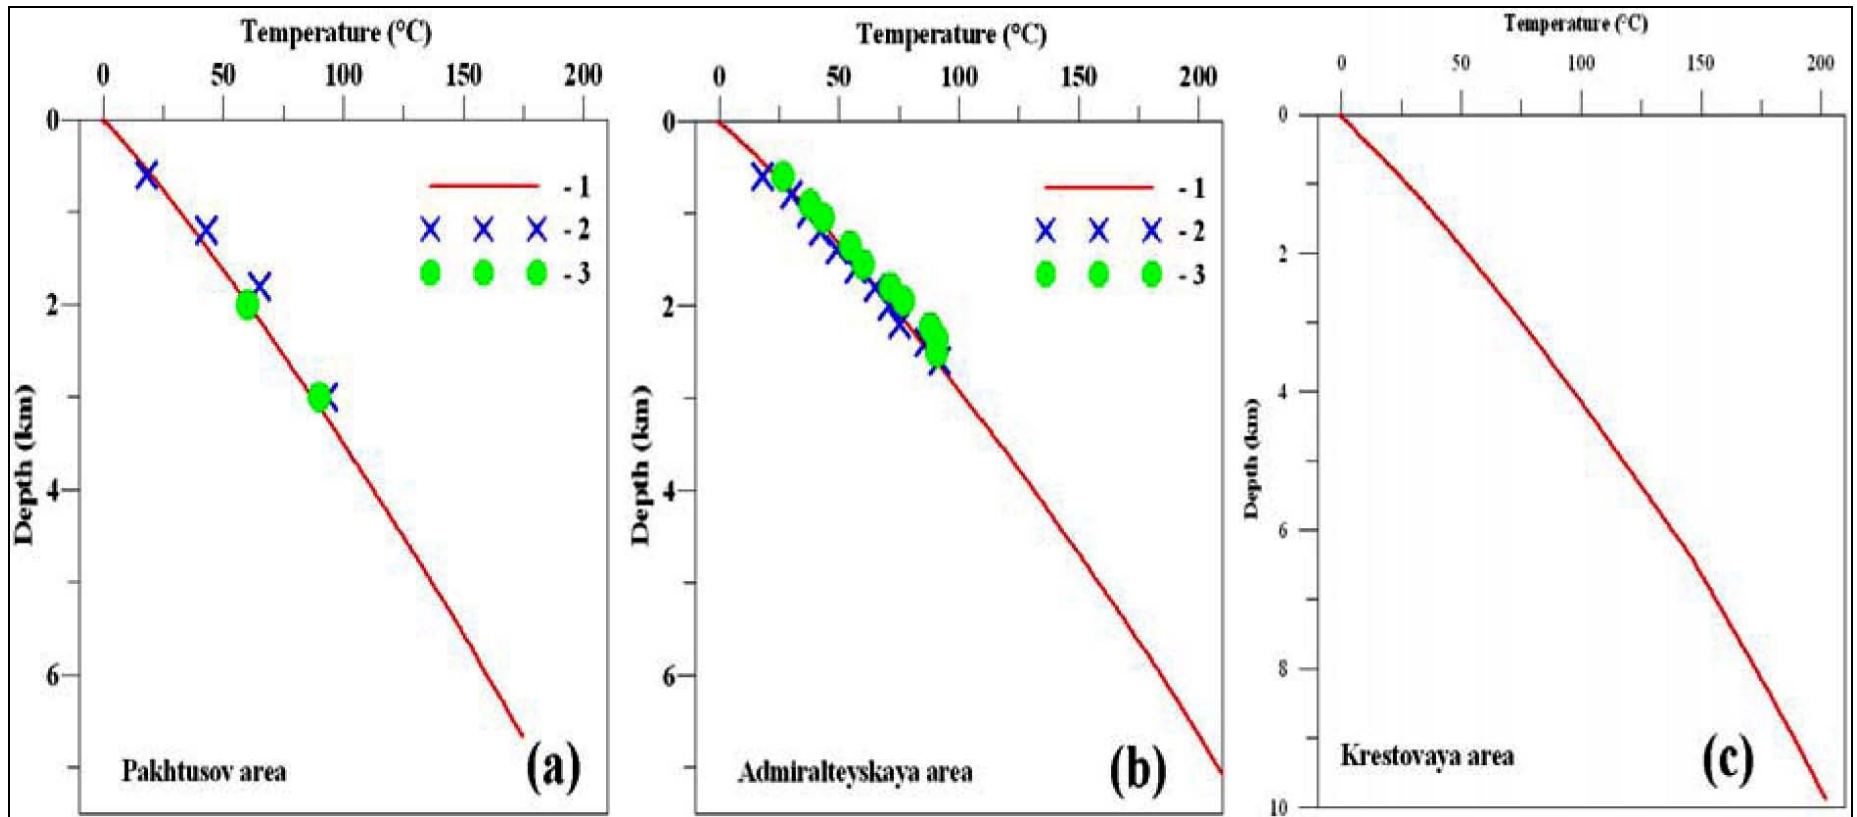 Temperature (°C)
0 50 100 150 200
0
2
4
6
Depth (km)
- 1
- 2
- 3
Pakhtusov area
(a)
Temperature (°C)
0 50 100 150 200
0
2
4
6
Depth (km)
- 1
- 2
- 3
Admiralteyskaya area
(b)
Temperature (°C)
0 50 100 150 200
0
2
4
6
8
10
Depth (km)
Krestovaya area
(c)